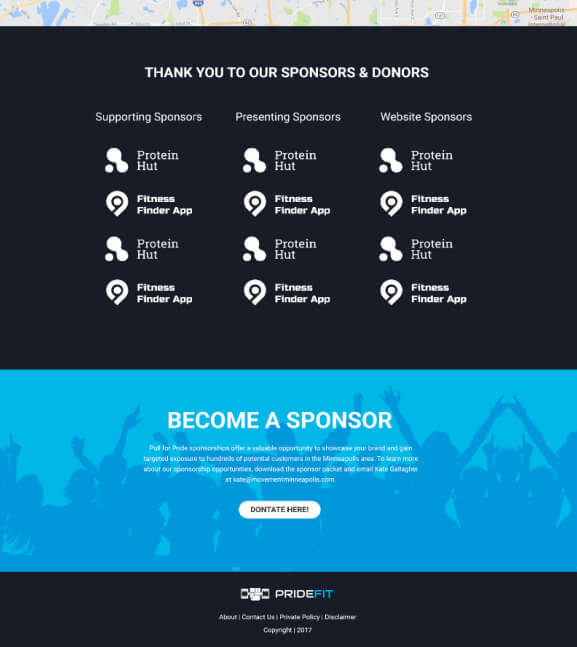 Minneapolis
-Saint Paul
International
THANK YOU TO OUR SPONSORS & DONORS
Supporting Sponsors
Presenting Sponsors
Website Sponsors
Protein
Hut
Protein
Hut
Protein
Hut
Fitness
Finder App
Fitness
Finder App
Fitness
Finder App
Protein
Hut
Protein
Hut
Protein
Hut
Fitness
Finder App
Fitness
Finder App
Fitness
Finder App
BECOME A SPONSOR
Pull for Pride sponsorships offer a valuable opportunity to showcase your brand and gain
targeted exposure to hundreds of potential customers in the Minneapolis area. To learn more
about our sponsorship opportunities, download the sponsor packet and email Kate Gallagher
at kate@movementminneapolis.com.
DONTATE HERE!
PRIDEFIT
About | Contact Us | Private Policy | Disclaimer
Copyright | 2017